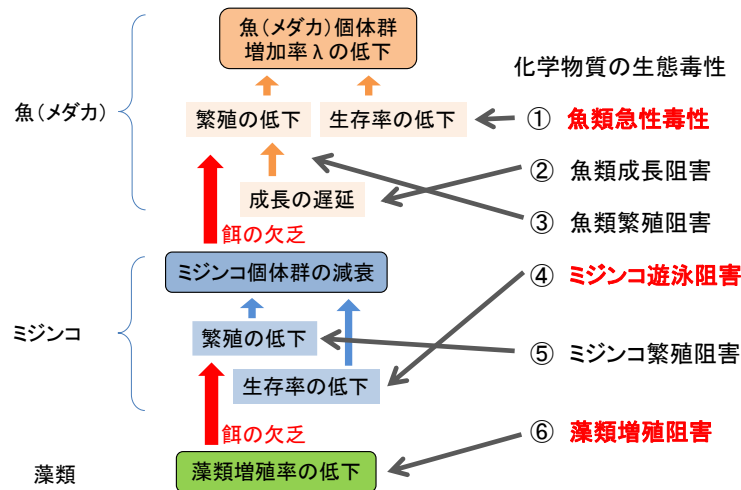 魚(メダカ)個体群
増加率λの低下
化学物質の生態毒性
魚(メダカ)
繁殖の低下
生存率の低下
① 魚類急性毒性
② 魚類成長阻害
成長の遅延
③ 魚類繁殖阻害
餌の欠乏
ミジンコ個体群の減衰
④ ミジンコ遊泳阻害
ミジンコ
繁殖の低下
⑤ ミジンコ繁殖阻害
生存率の低下
餌の欠乏
⑥ 藻類増殖阻害
藻類
藻類増殖率の低下